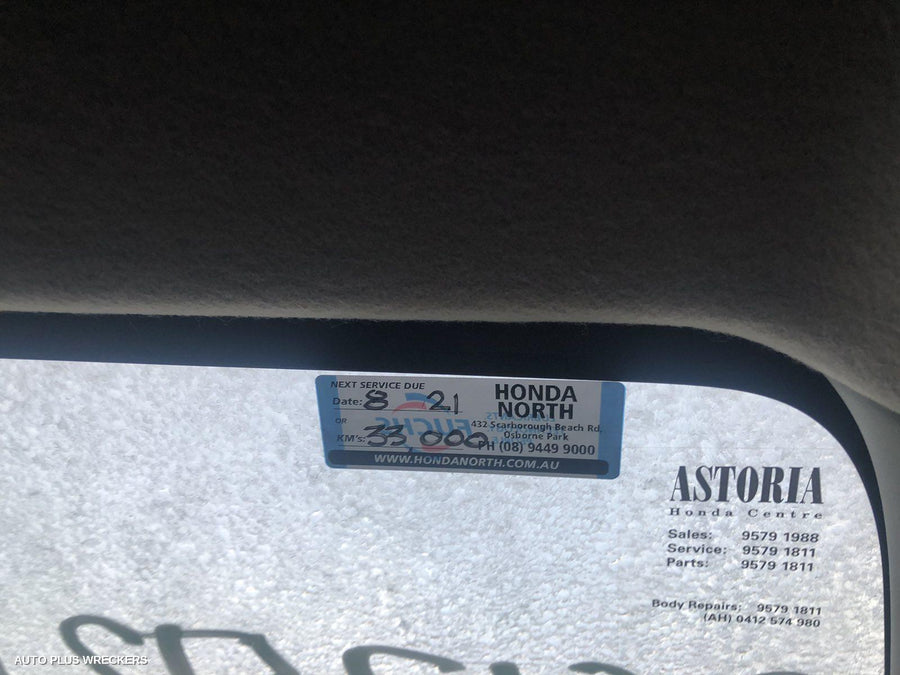 NEXT SERVICE DUE
Date: 8 21
OR
KM's: 33 000
HONDA
NORTH
432 Scarborough Beach Rd,
Osborne Park
PH (08) 9449 9000
WWW.HONDANORTH.COM.AU
ASTORIA
Honda Centre
Sales: 9579 1988
Service: 9579 1811
Parts: 9579 1811
Body Repairs: 9579 1811
(AH) 0412 574 980
AUTO PLUS WRECKERS